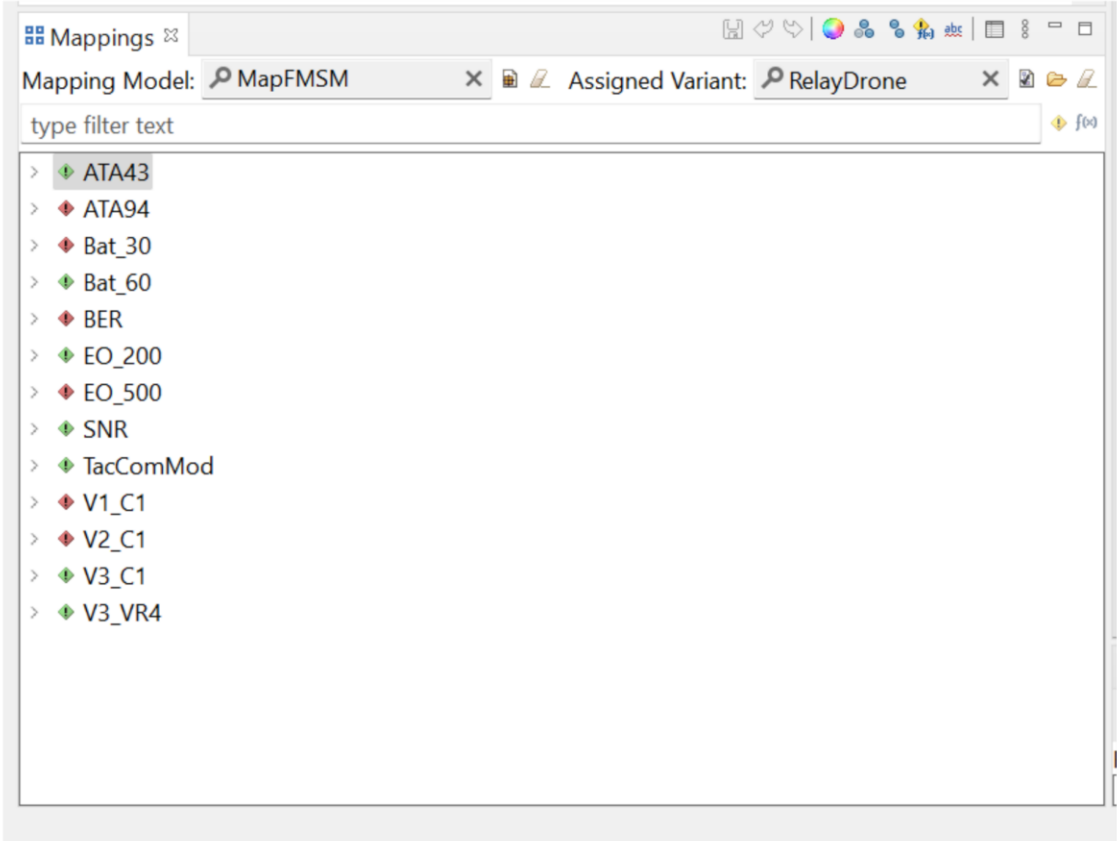 Mappings
Mapping Model: MapFMSM Assigned Variant: RelayDrone
type filter text
ATA43
ATA94
Bat_30
Bat_60
BER
EO_200
EO_500
SNR
TacComMod
V1_C1
V2_C1
V3_C1
V3_VR4